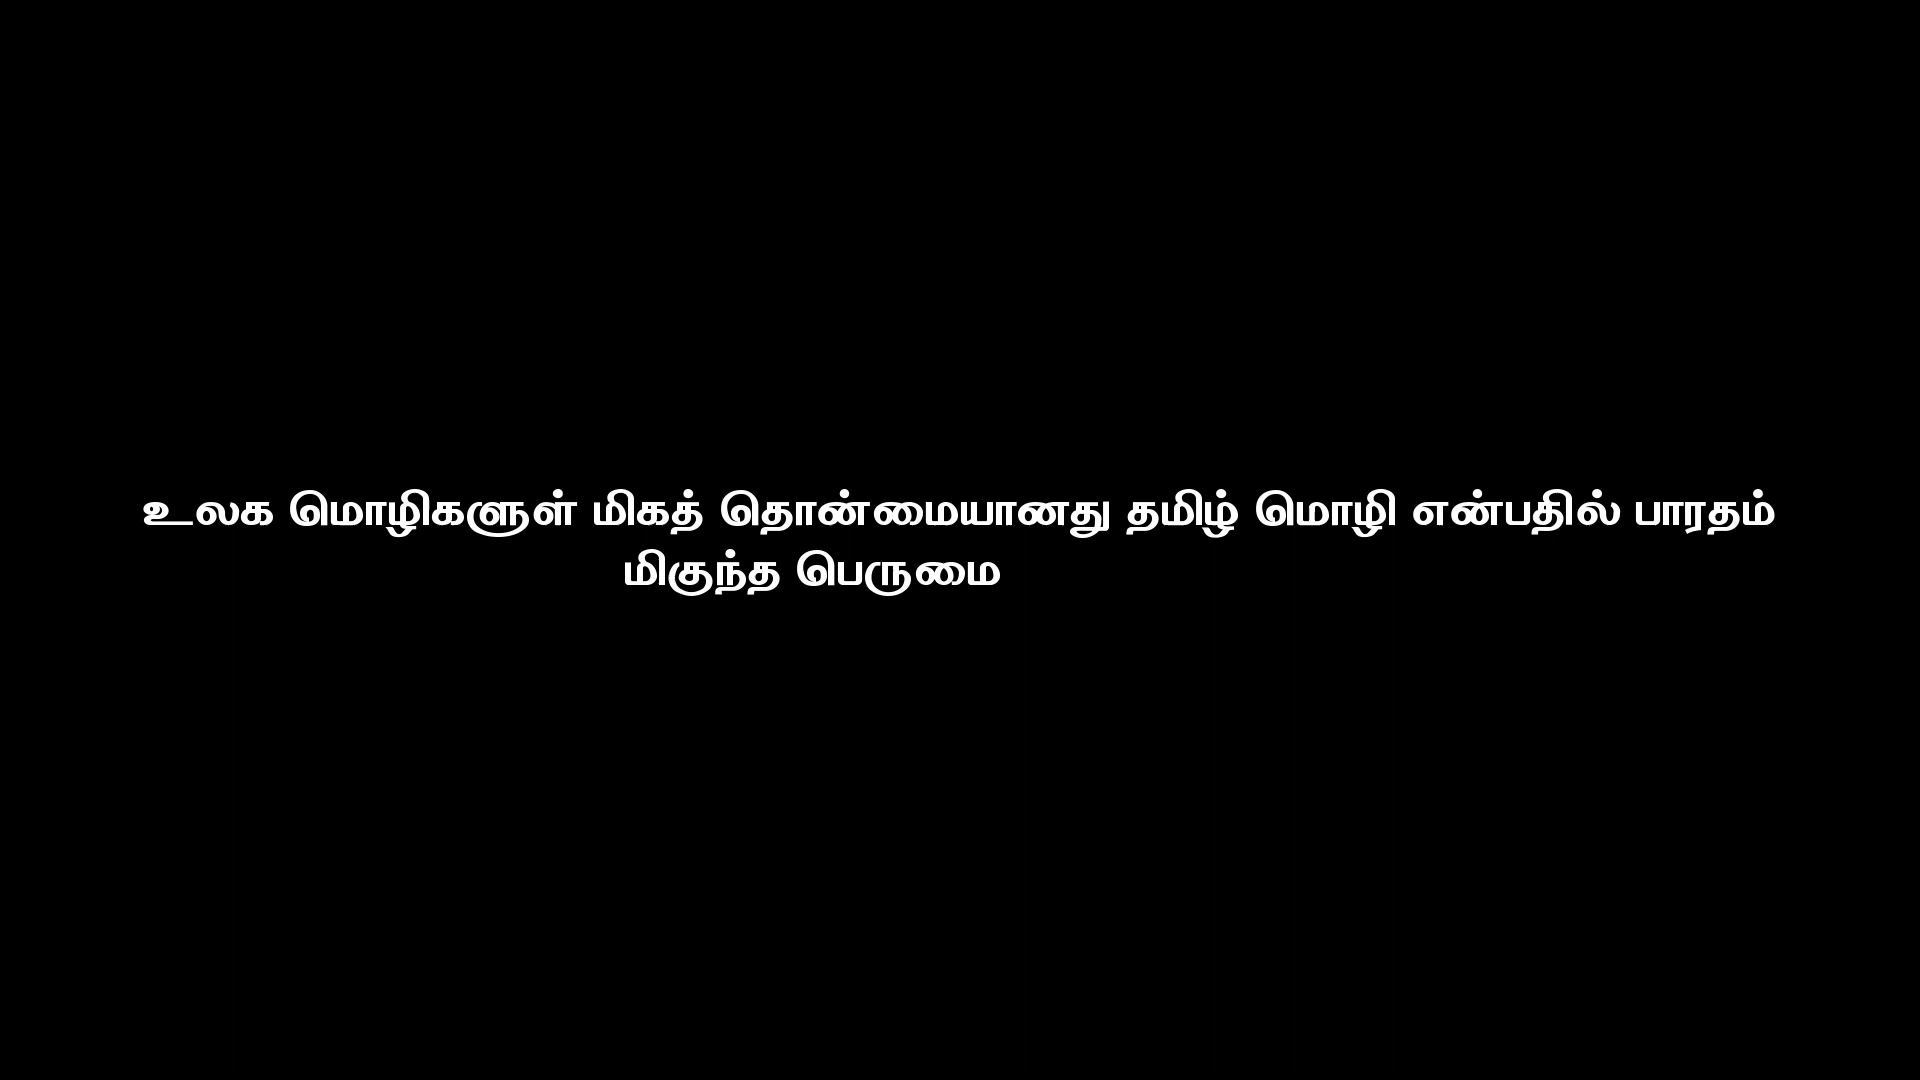 உலக மொழிகளுள் மிகத் தொன்மையானது தமிழ் மொழி என்பதில் பாரதம்
மிகுந்த பெருமை